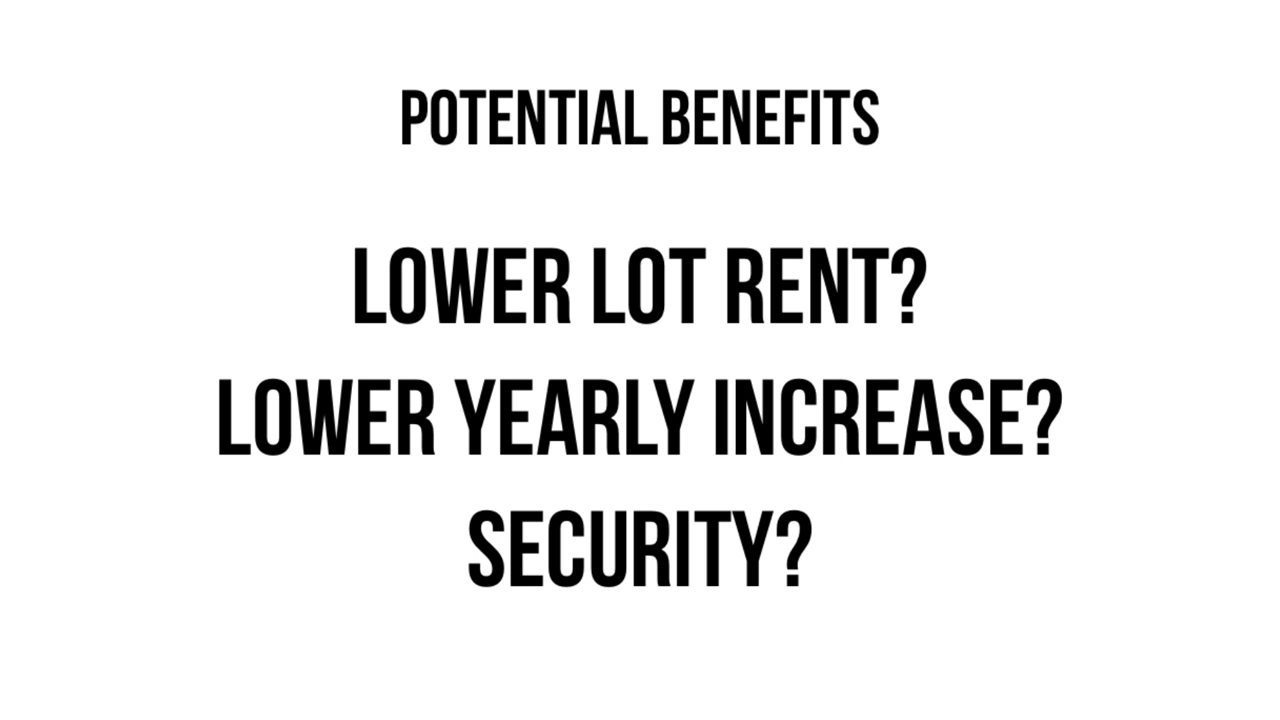 POTENTIAL BENEFITS
LOWER LOT RENT?
LOWER YEARLY INCREASE?
SECURITY?